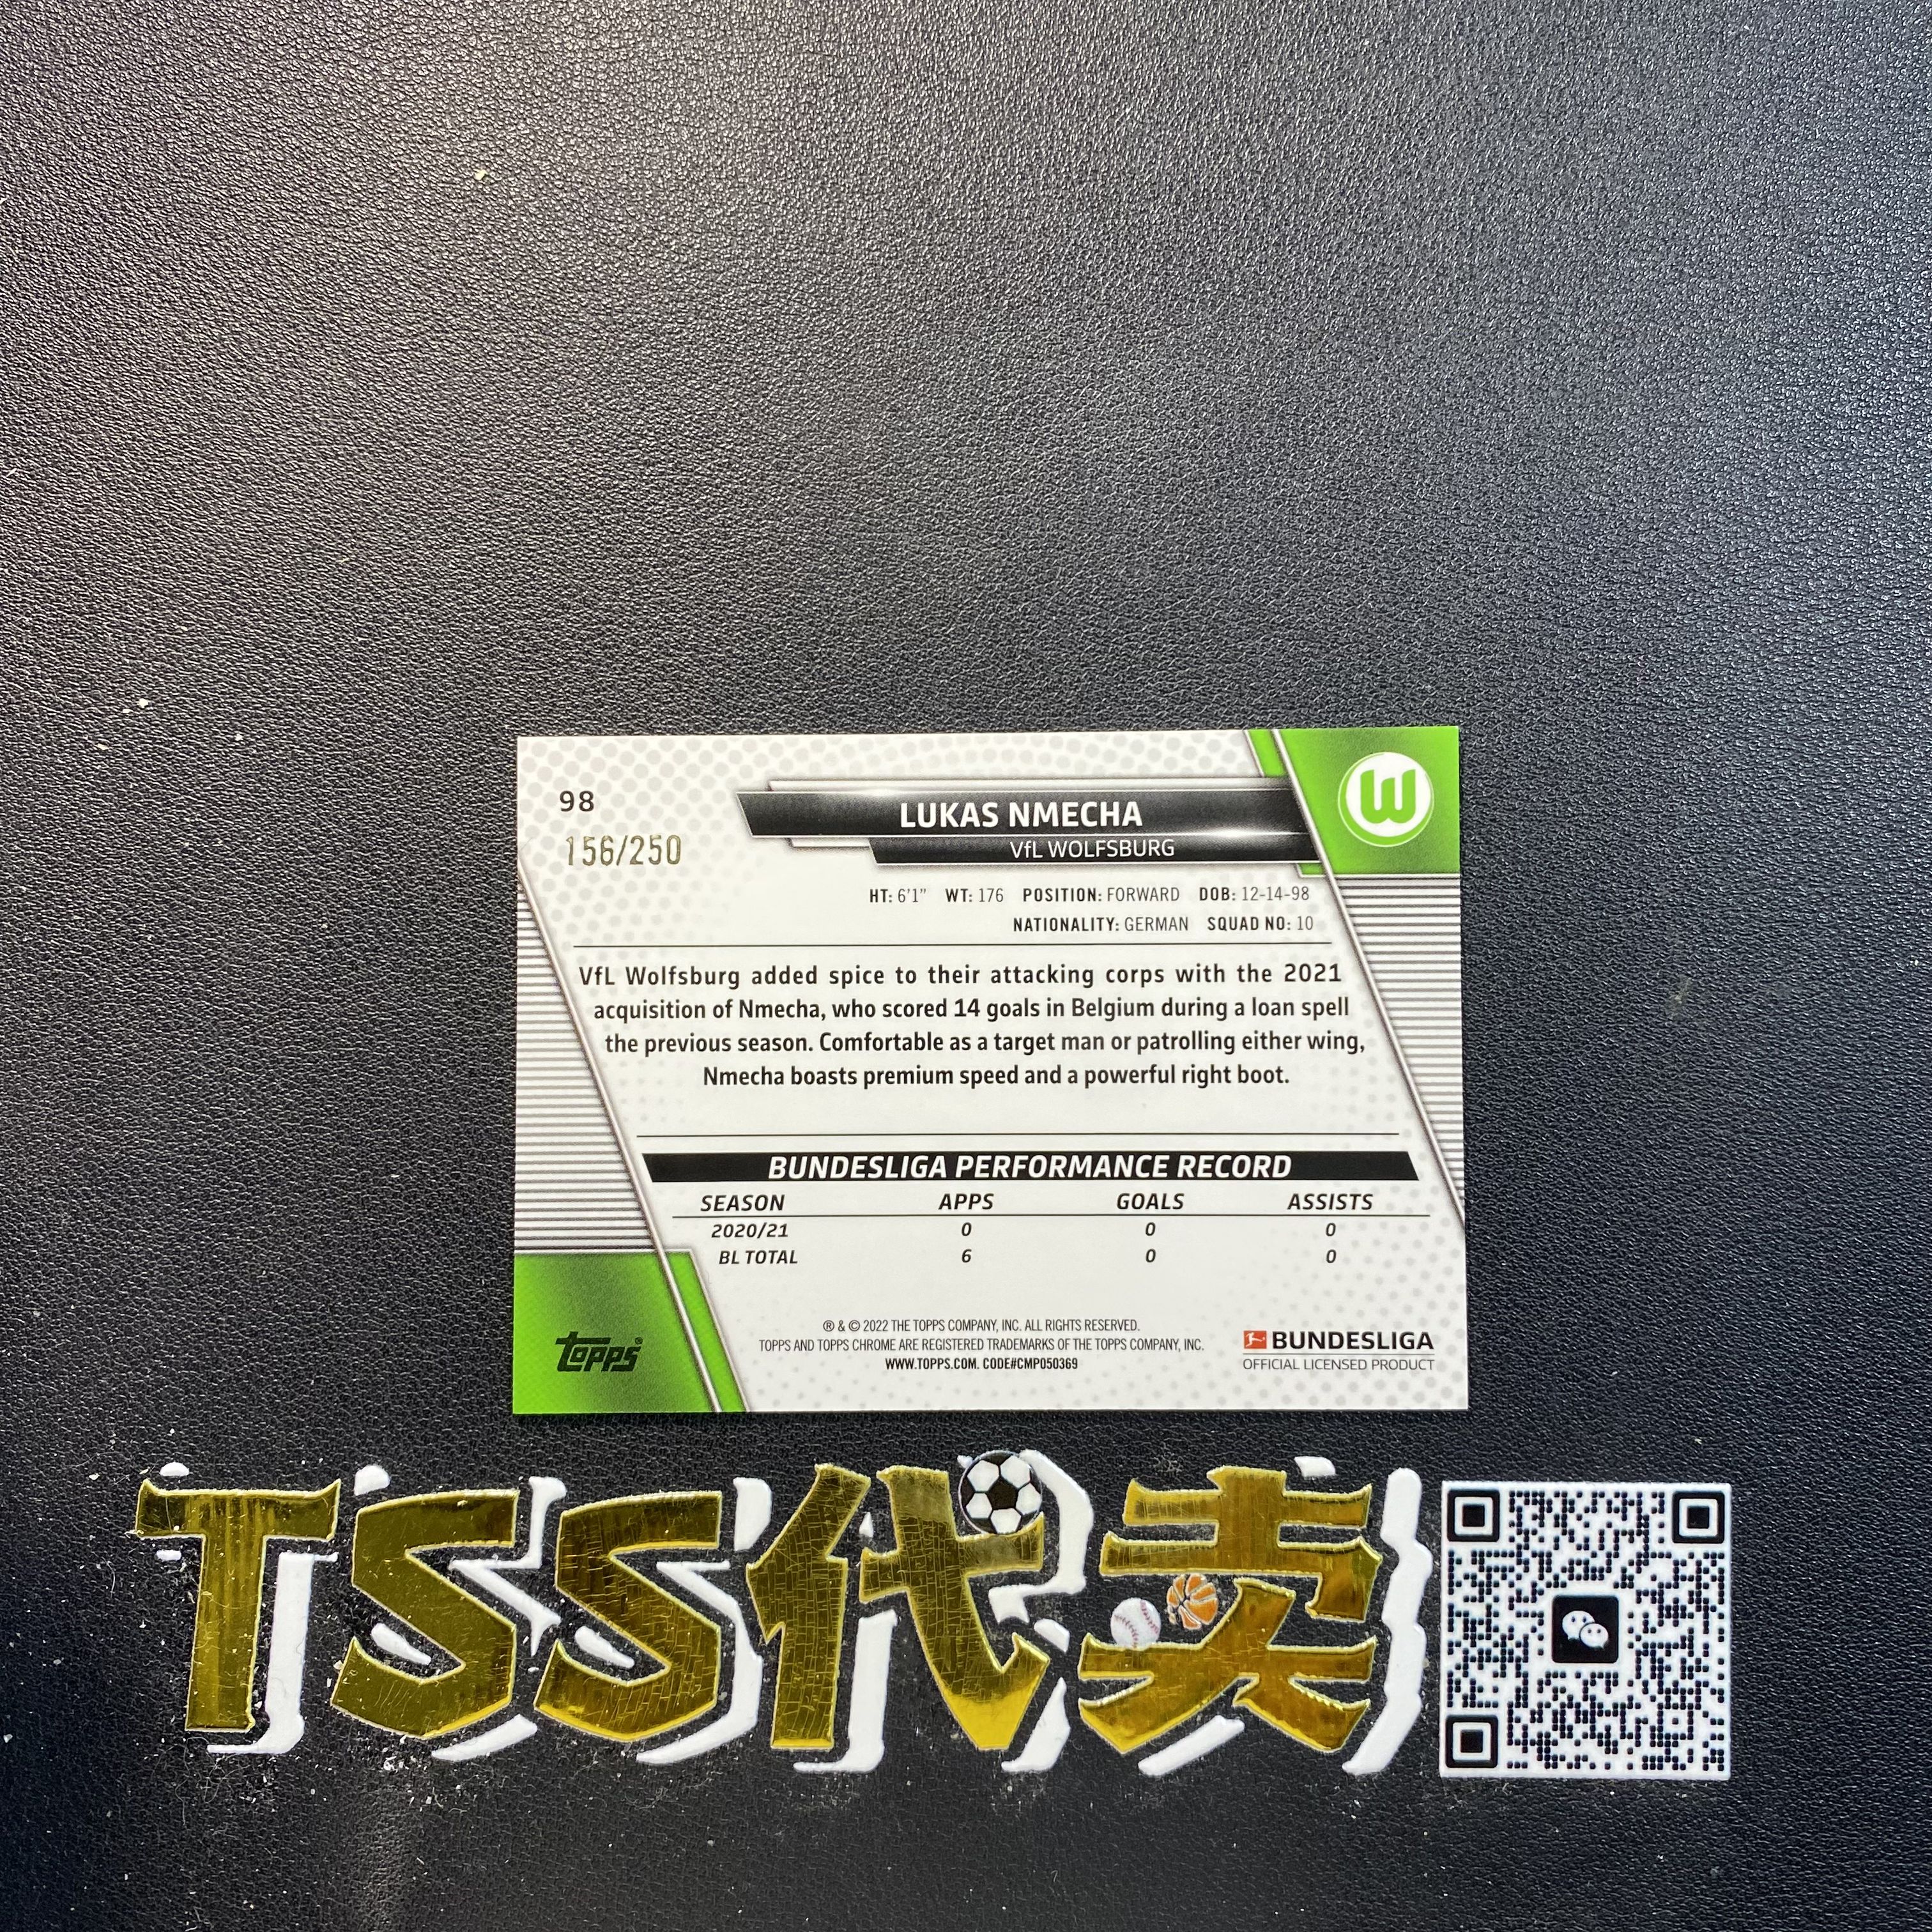 98
156/250
LUKAS NMECHA
VfL WOLFSBURG
W
HT: 6'1" WT: 176 POSITION: FORWARD DOB: 12-14-98
NATIONALITY: GERMAN SQUAD NO: 10
VfL Wolfsburg added spice to their attacking corps with the 2021
acquisition of Nmecha, who scored 14 goals in Belgium during a loan spell
the previous season. Comfortable as a target man or patrolling either wing,
Nmecha boasts premium speed and a powerful right boot.
BUNDESLIGA PERFORMANCE RECORD
SEASON APPS GOALS ASSISTS
2020/21 0 0 0
BL TOTAL 6 0 0
® & © 2022 THE TOPPS COMPANY, INC. ALL RIGHTS RESERVED.
TOPPS AND TOPPS CHROME ARE REGISTERED TRADEMARKS OF THE TOPPS COMPANY, INC.
WWW.TOPPS.COM. CODE#CMP050369
topps®
BUNDESLIGA
OFFICIAL LICENSED PRODUCT
TSS代卖